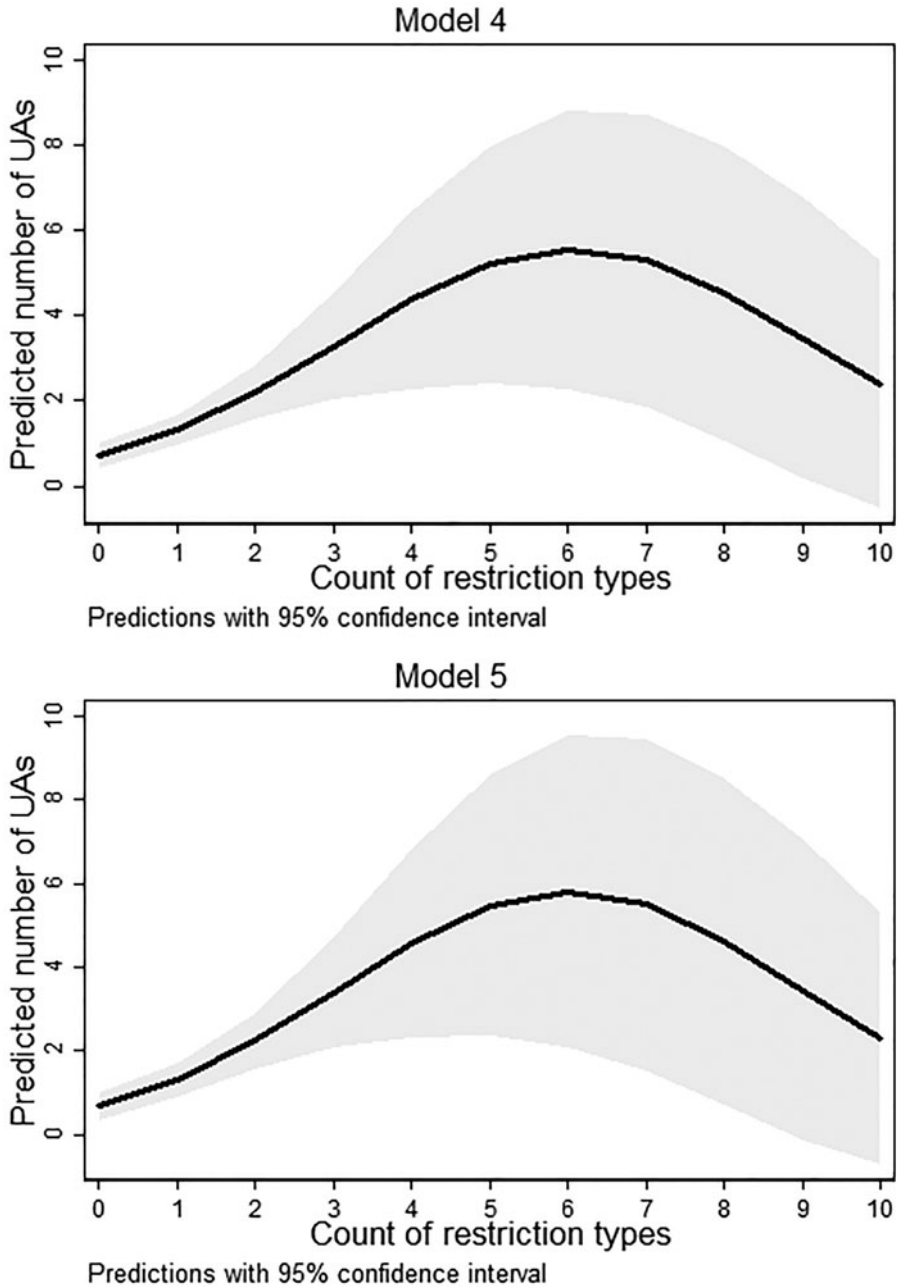 Model 4
Predicted number of UAs
10
8
6
4
2
0
0 1 2 3 4 5 6 7 8 9 10
Count of restriction types
Predictions with 95% confidence interval
Model 5
Predicted number of UAs
10
8
6
4
2
0
0 1 2 3 4 5 6 7 8 9 10
Count of restriction types
Predictions with 95% confidence interval